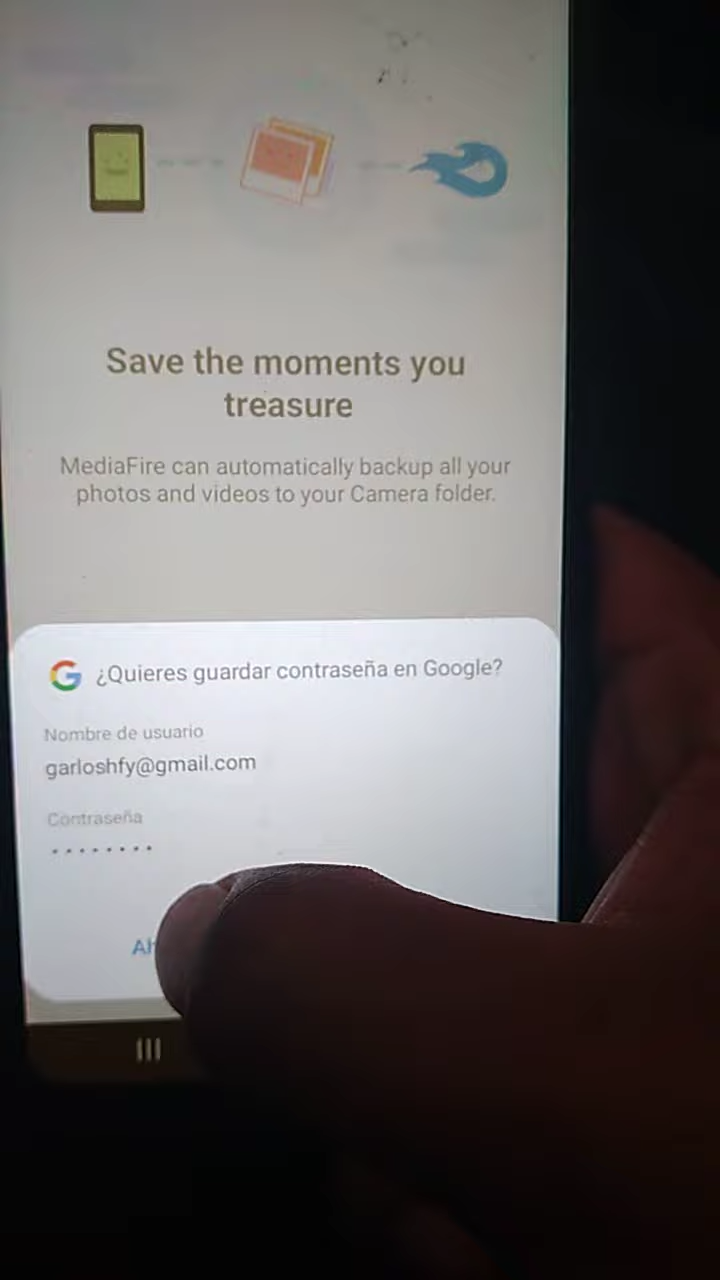 Save the moments you
treasure
MediaFire can automatically backup all your
photos and videos to your Camera folder.
¿Quieres guardar contraseña en Google?
Nombre de usuario
garloshfy@gmail.com
Contraseña
••••••••